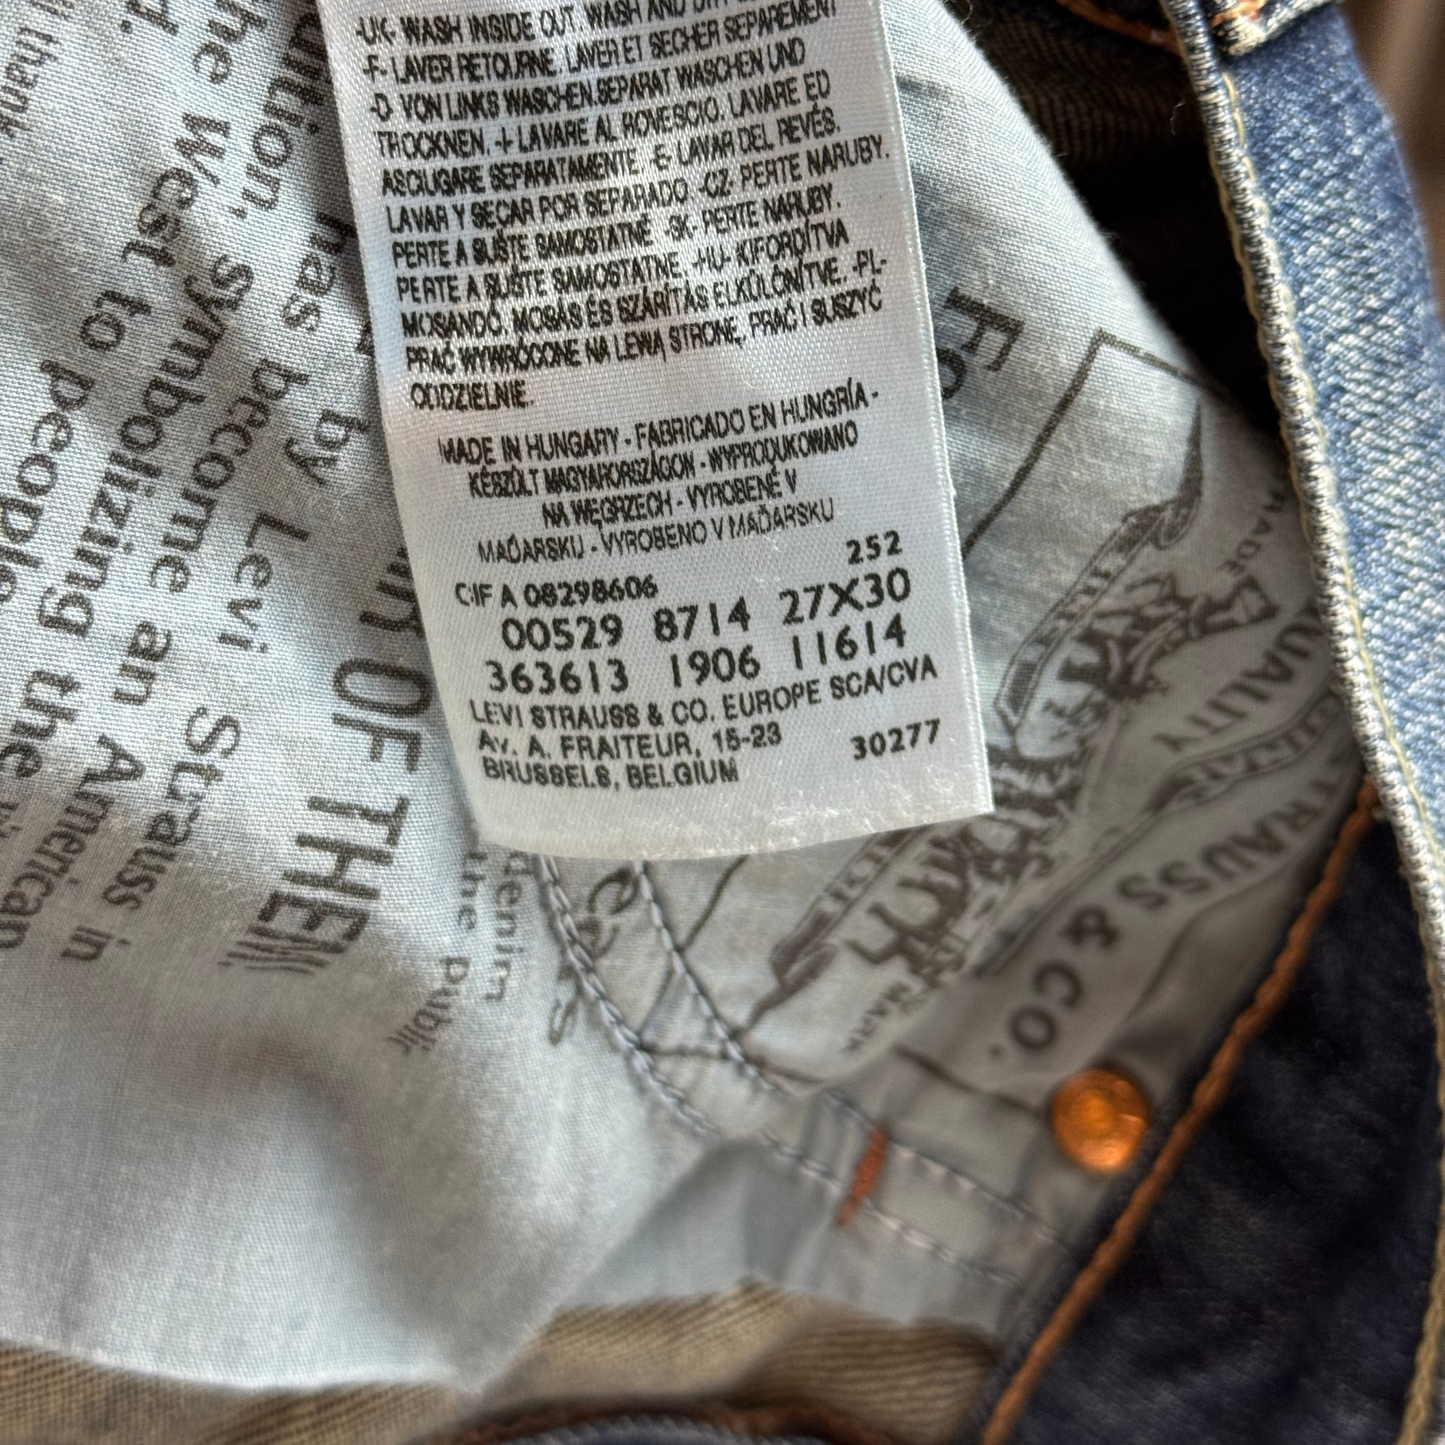 -UK- WASH INSIDE OUT. WASH AND DRY
-F- LAVER RETOURNE. LAVER ET SECHER SEPAREMENT
-D- VON LINKS WASCHEN.SEPARAT WASCHEN UND
TROCKNEN. -I- LAVARE AL ROVESCIO. LAVARE ED
ASCIUGARE SEPARATAMENTE. -E- LAVAR DEL REVÉS.
LAVAR Y SECAR POR SEPARADO -CZ- PERTE NARUBY.
PERTE A SUŠTE SAMOSTATNÉ -SK- PERTE NARUBY.
PERTE A SUŠTE SAMOSTATNE. -HU- KIFORDÍTVA
MOSANDÓ. MOSÁS ÉS SZÁRÍTÁS ELKÜLÖNÍTVE. -PL-
PRAĆ WYWRÓCONE NA LEWĄ STRONĘ, PRAĆ I SUSZYĆ
ODDZIELNIE.
MADE IN HUNGARY - FABRICADO EN HUNGRÍA -
KÉSZÜLT MAGYARORSZÁGON - WYPRODUKOWANO
NA WĘGRZECH - VYROBENÉ V
MAĎARSKU - VYROBENO V MAĎARSKU
252
C.I.F A 08298606
00529 8714 27X30
363613 1906 11614
LEVI STRAUSS & CO. EUROPE SCA/CVA
AV. A. FRAITEUR, 15-23
30277
BRUSSELS, BELGIUM
by Levi Strauss in
has become an American
symbolizing the
the West to people
OF THEM
denim
the public
TRADE
MARK
QUALITY
STRAUSS & CO.